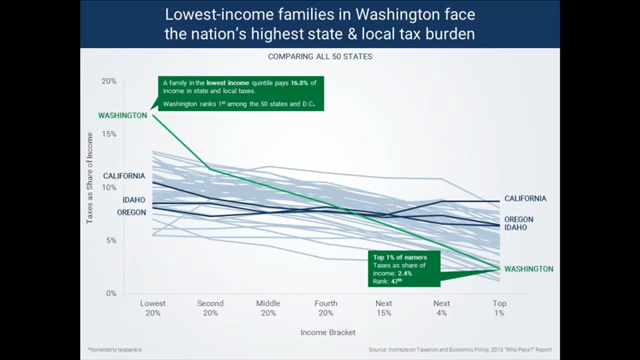 Lowest-income families in Washington face
the nation's highest state & local tax burden
COMPARING ALL 50 STATES
20%
A family in the lowest income quintile pays 16.8% of
income in state and local taxes.
Washington ranks 1st among the 50 states and D.C.
WASHINGTON
15%
Taxes as Share of Income
CALIFORNIA
10%
IDAHO
OREGON
CALIFORNIA
OREGON
IDAHO
5%
Top 1% of earners
Taxes as share of
income: 2.4%
Rank: 47th
WASHINGTON
0%
Lowest
20%
Second
20%
Middle
20%
Fourth
20%
Next
15%
Next
4%
Top
1%
Income Bracket
*Nonelderly taxpayers
Source: Institute on Taxation and Economic Policy, 2015 "Who Pays?" Report